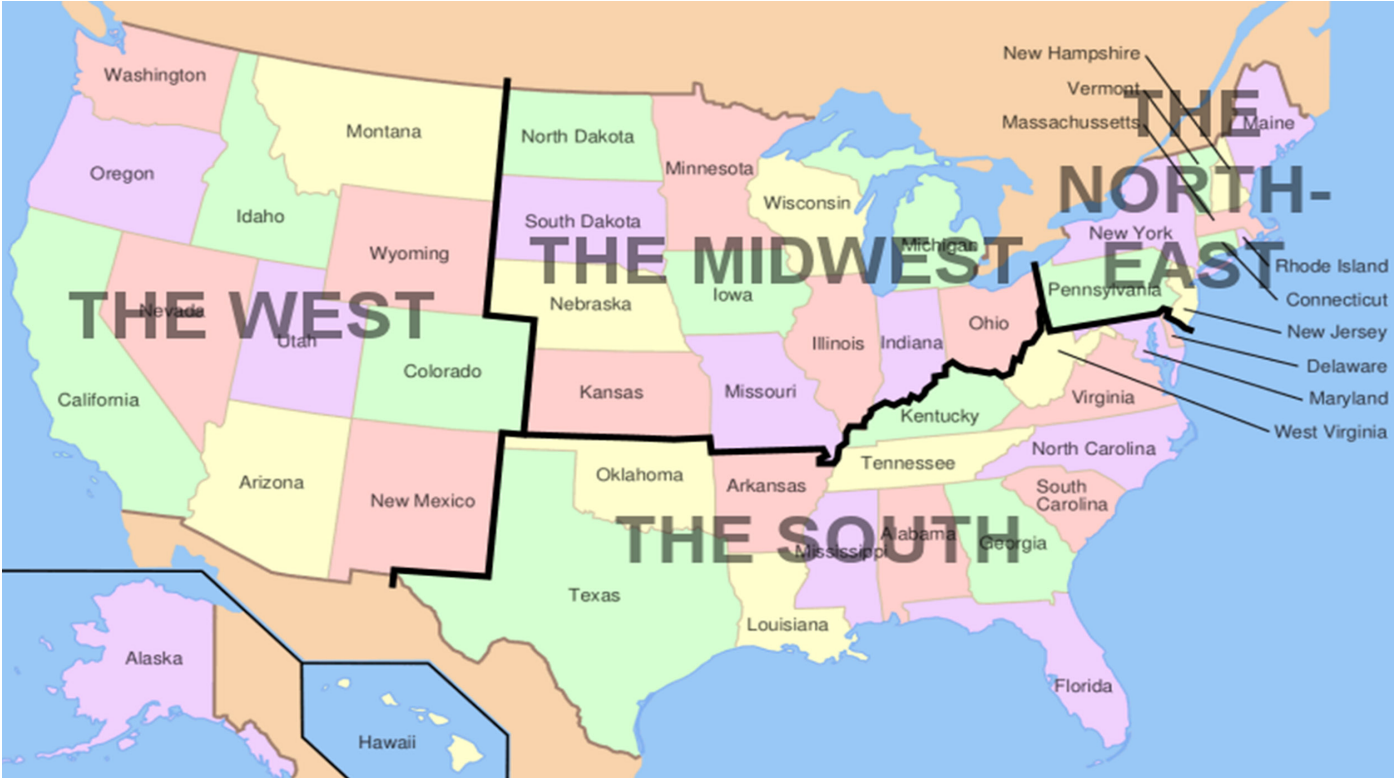 New Hampshire
Vermont
Massachussetts
THE
NORTH-
EAST
Maine
Washington
Montana
North Dakota
Minnesota
Oregon
Idaho
Wisconsin
South Dakota
Wyoming
THE MIDWEST
Michigan
New York
Rhode Island
Pennsylvania
Connecticut
THE WEST
Nevada
Utah
Nebraska
Iowa
Illinois
Indiana
Ohio
New Jersey
Delaware
Colorado
California
Kansas
Missouri
Kentucky
Virginia
Maryland
West Virginia
North Carolina
Tennessee
Arizona
New Mexico
Oklahoma
Arkansas
South
Carolina
THE SOUTH
Mississippi
Alabama
Georgia
Texas
Louisiana
Alaska
Hawaii
Florida